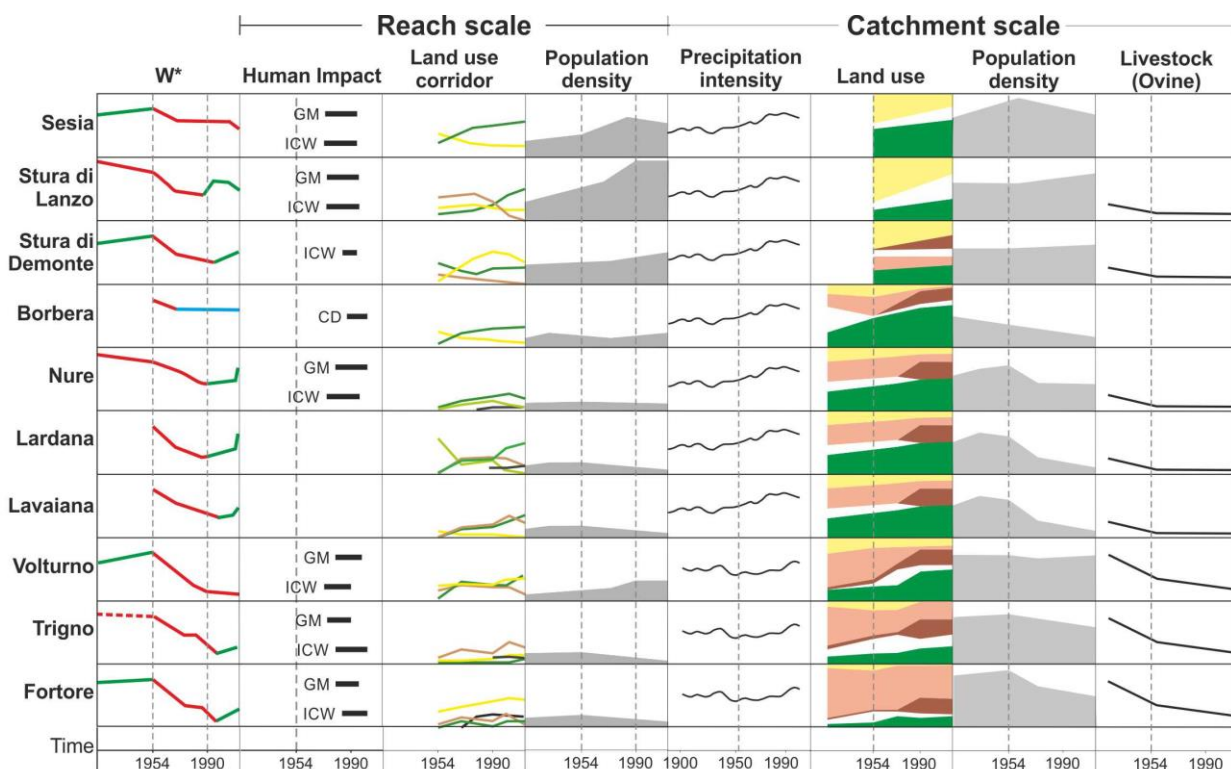 Reach scale
Catchment scale
W*
Human Impact
Land use
corridor
Population
density
Precipitation
intensity
Land use
Population
density
Livestock
(Ovine)
Sesia
GM
ICW
Stura di
Lanzo
GM
ICW
Stura di
Demonte
ICW
Borbera
CD
Nure
GM
ICW
Lardana
Lavaiana
Volturno
GM
ICW
Trigno
GM
ICW
Fortore
GM
ICW
Time
1954 1990 1954 1990 1954 1990 1954 1990 1900 1950 1990 1954 1990 1954 1990 1954 1990